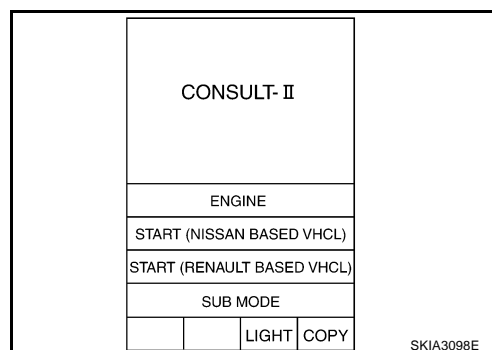 CONSULT-Ⅱ
ENGINE
START (NISSAN BASED VHCL)
START (RENAULT BASED VHCL)
SUB MODE
LIGHT COPY
SKIA3098E